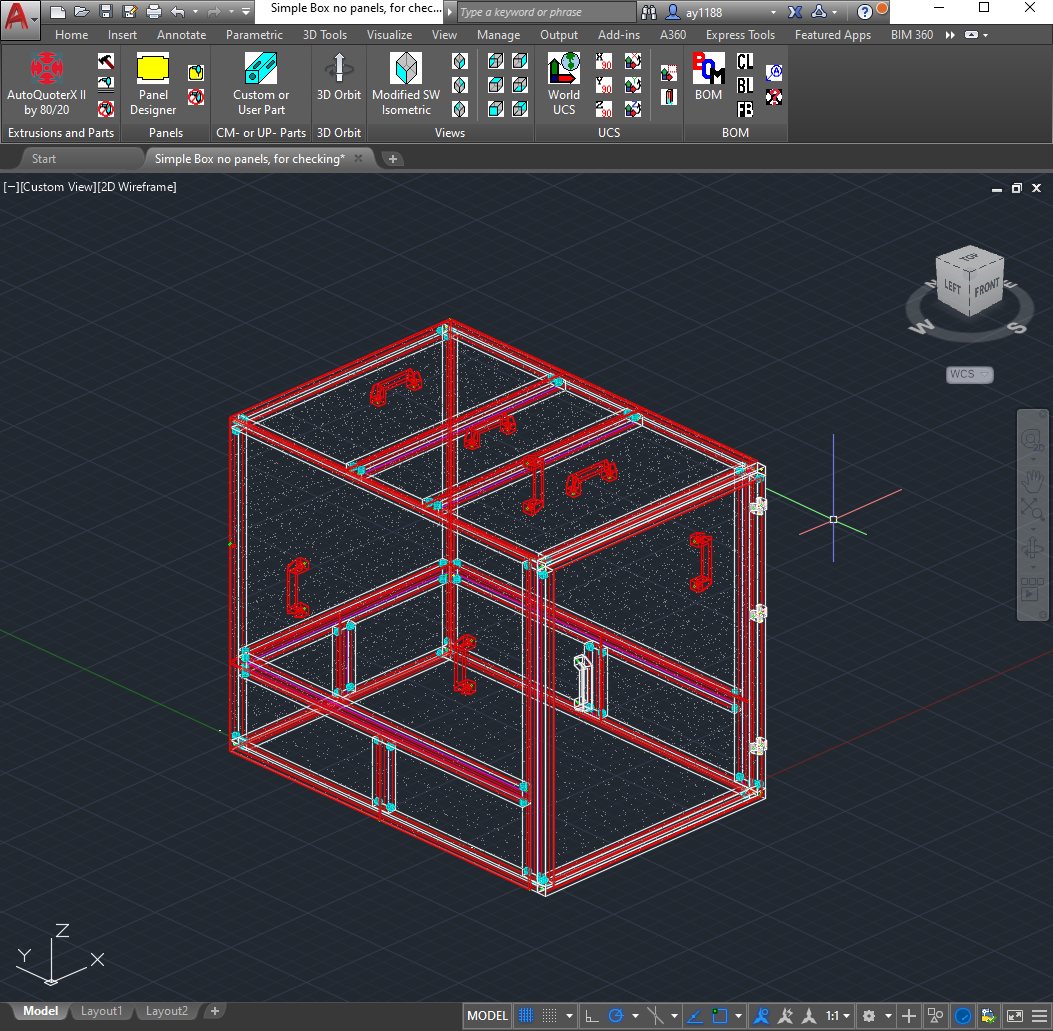 Simple Box no panels, for chec...
Type a keyword or phrase
ay1188
Home Insert Annotate Parametric 3D Tools Visualize View Manage Output Add-ins A360 Express Tools Featured Apps BIM 360
AutoQuoterX II
by 80/20
Panel
Designer
Custom or
User Part
3D Orbit
Modified SW
Isometric
World
UCS
X
90
Y
90
Z
90
BOM
BOM
CL
BL
FB
Extrusions and Parts Panels CM- or UP- Parts 3D Orbit Views UCS BOM
Start Simple Box no panels, for checking*
[−][Custom View][2D Wireframe]
TOP
LEFT FRONT
N E
W S
WCS
Z
Y X
Model Layout1 Layout2
MODEL 1:1